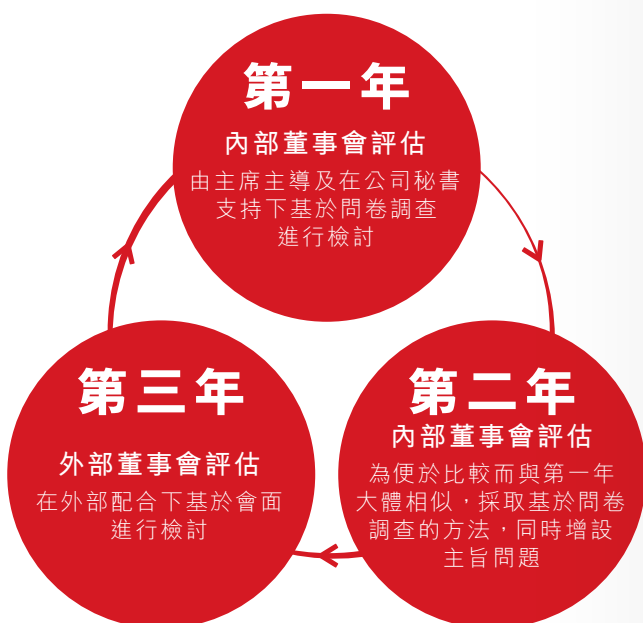 第一年
內部董事會評估
由主席主導及在公司秘書
支持下基於問卷調查
進行檢討
第二年
內部董事會評估
為便於比較而與第一年
大體相似，採取基於問卷
調查的方法，同時增設
主旨問題
第三年
外部董事會評估
在外部配合下基於會面
進行檢討